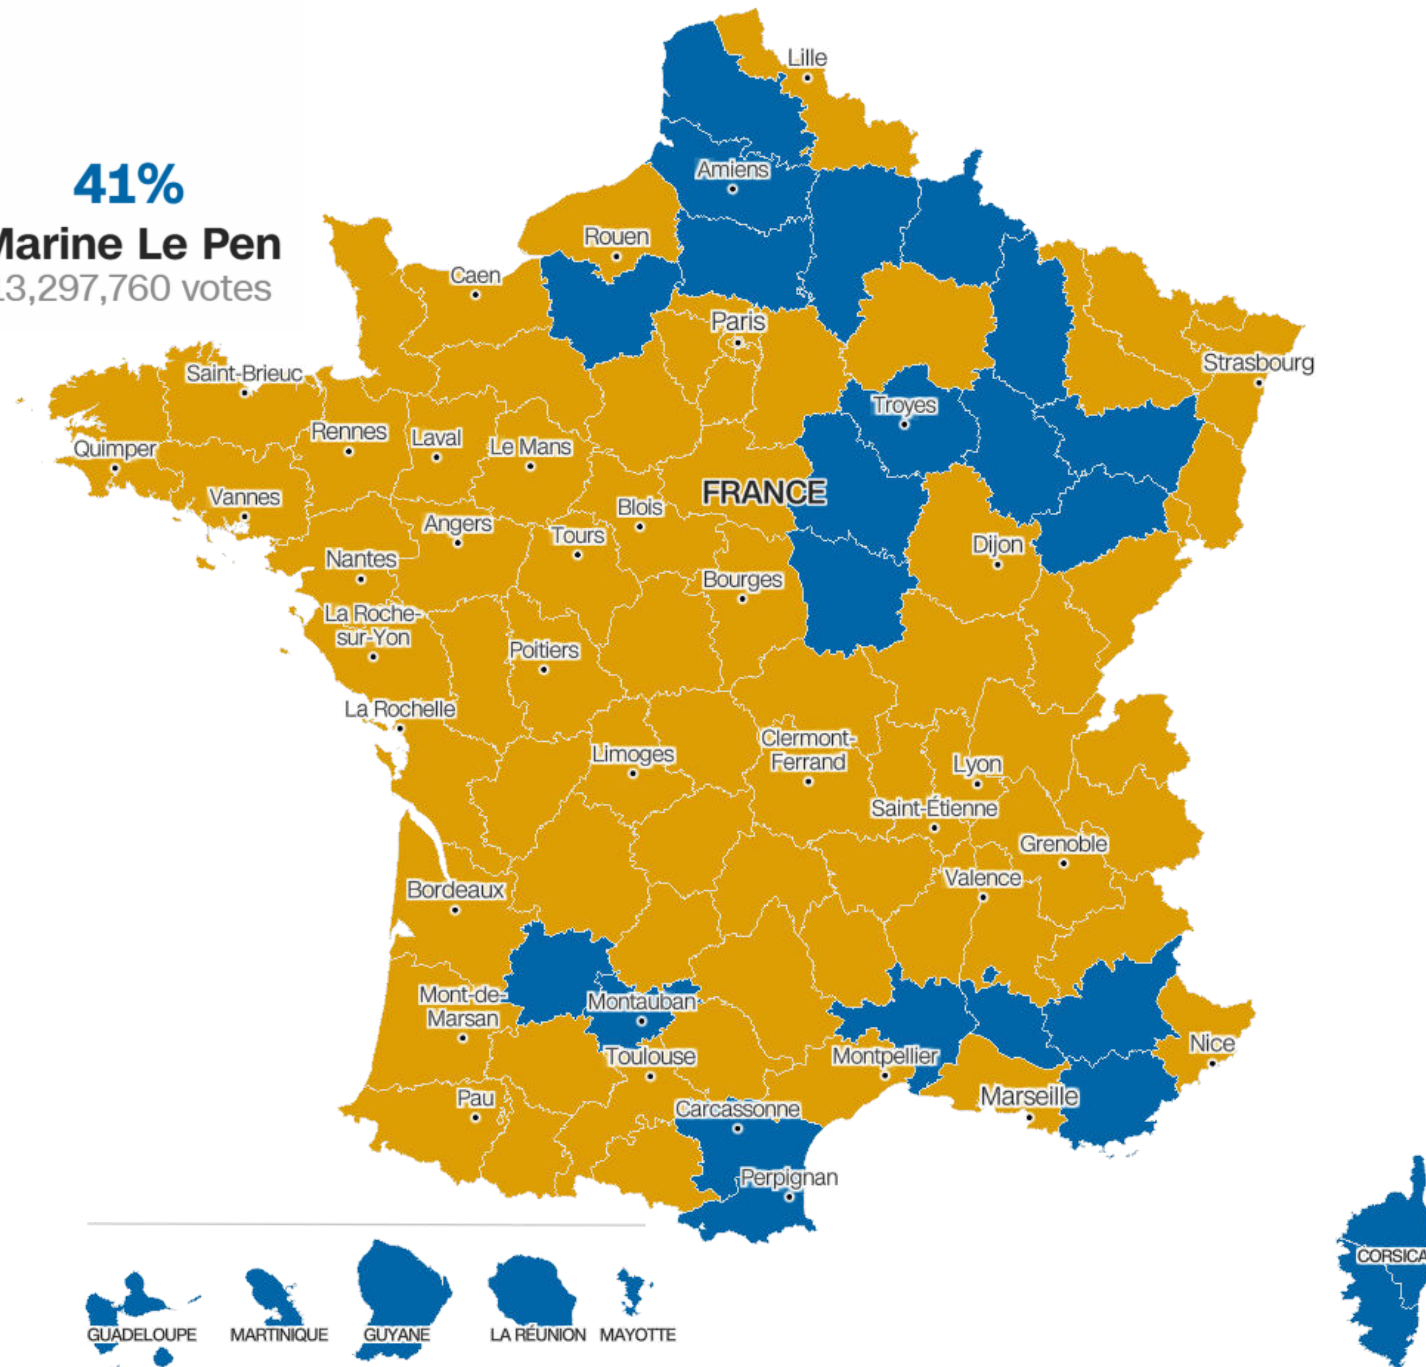 Lille
41%
Amiens
Marine Le Pen
13,297,760 votes
Rouen
Caen
Paris
Strasbourg
Saint-Brieuc
Troyes
Rennes
Laval
Le Mans
Quimper
Vannes
FRANCE
Blois
Angers
Tours
Dijon
Nantes
Bourges
La Roche-
sur-Yon
Poitiers
La Rochelle
Clermont-
Ferrand
Limoges
Lyon
Saint-Étienne
Grenoble
Valence
Bordeaux
Mont-de-
Marsan
Montauban
Nice
Toulouse
Montpellier
Pau
Marseille
Carcassonne
Perpignan
CORSICA
GUADELOUPE
MARTINIQUE
GUYANE
LA RÉUNION
MAYOTTE